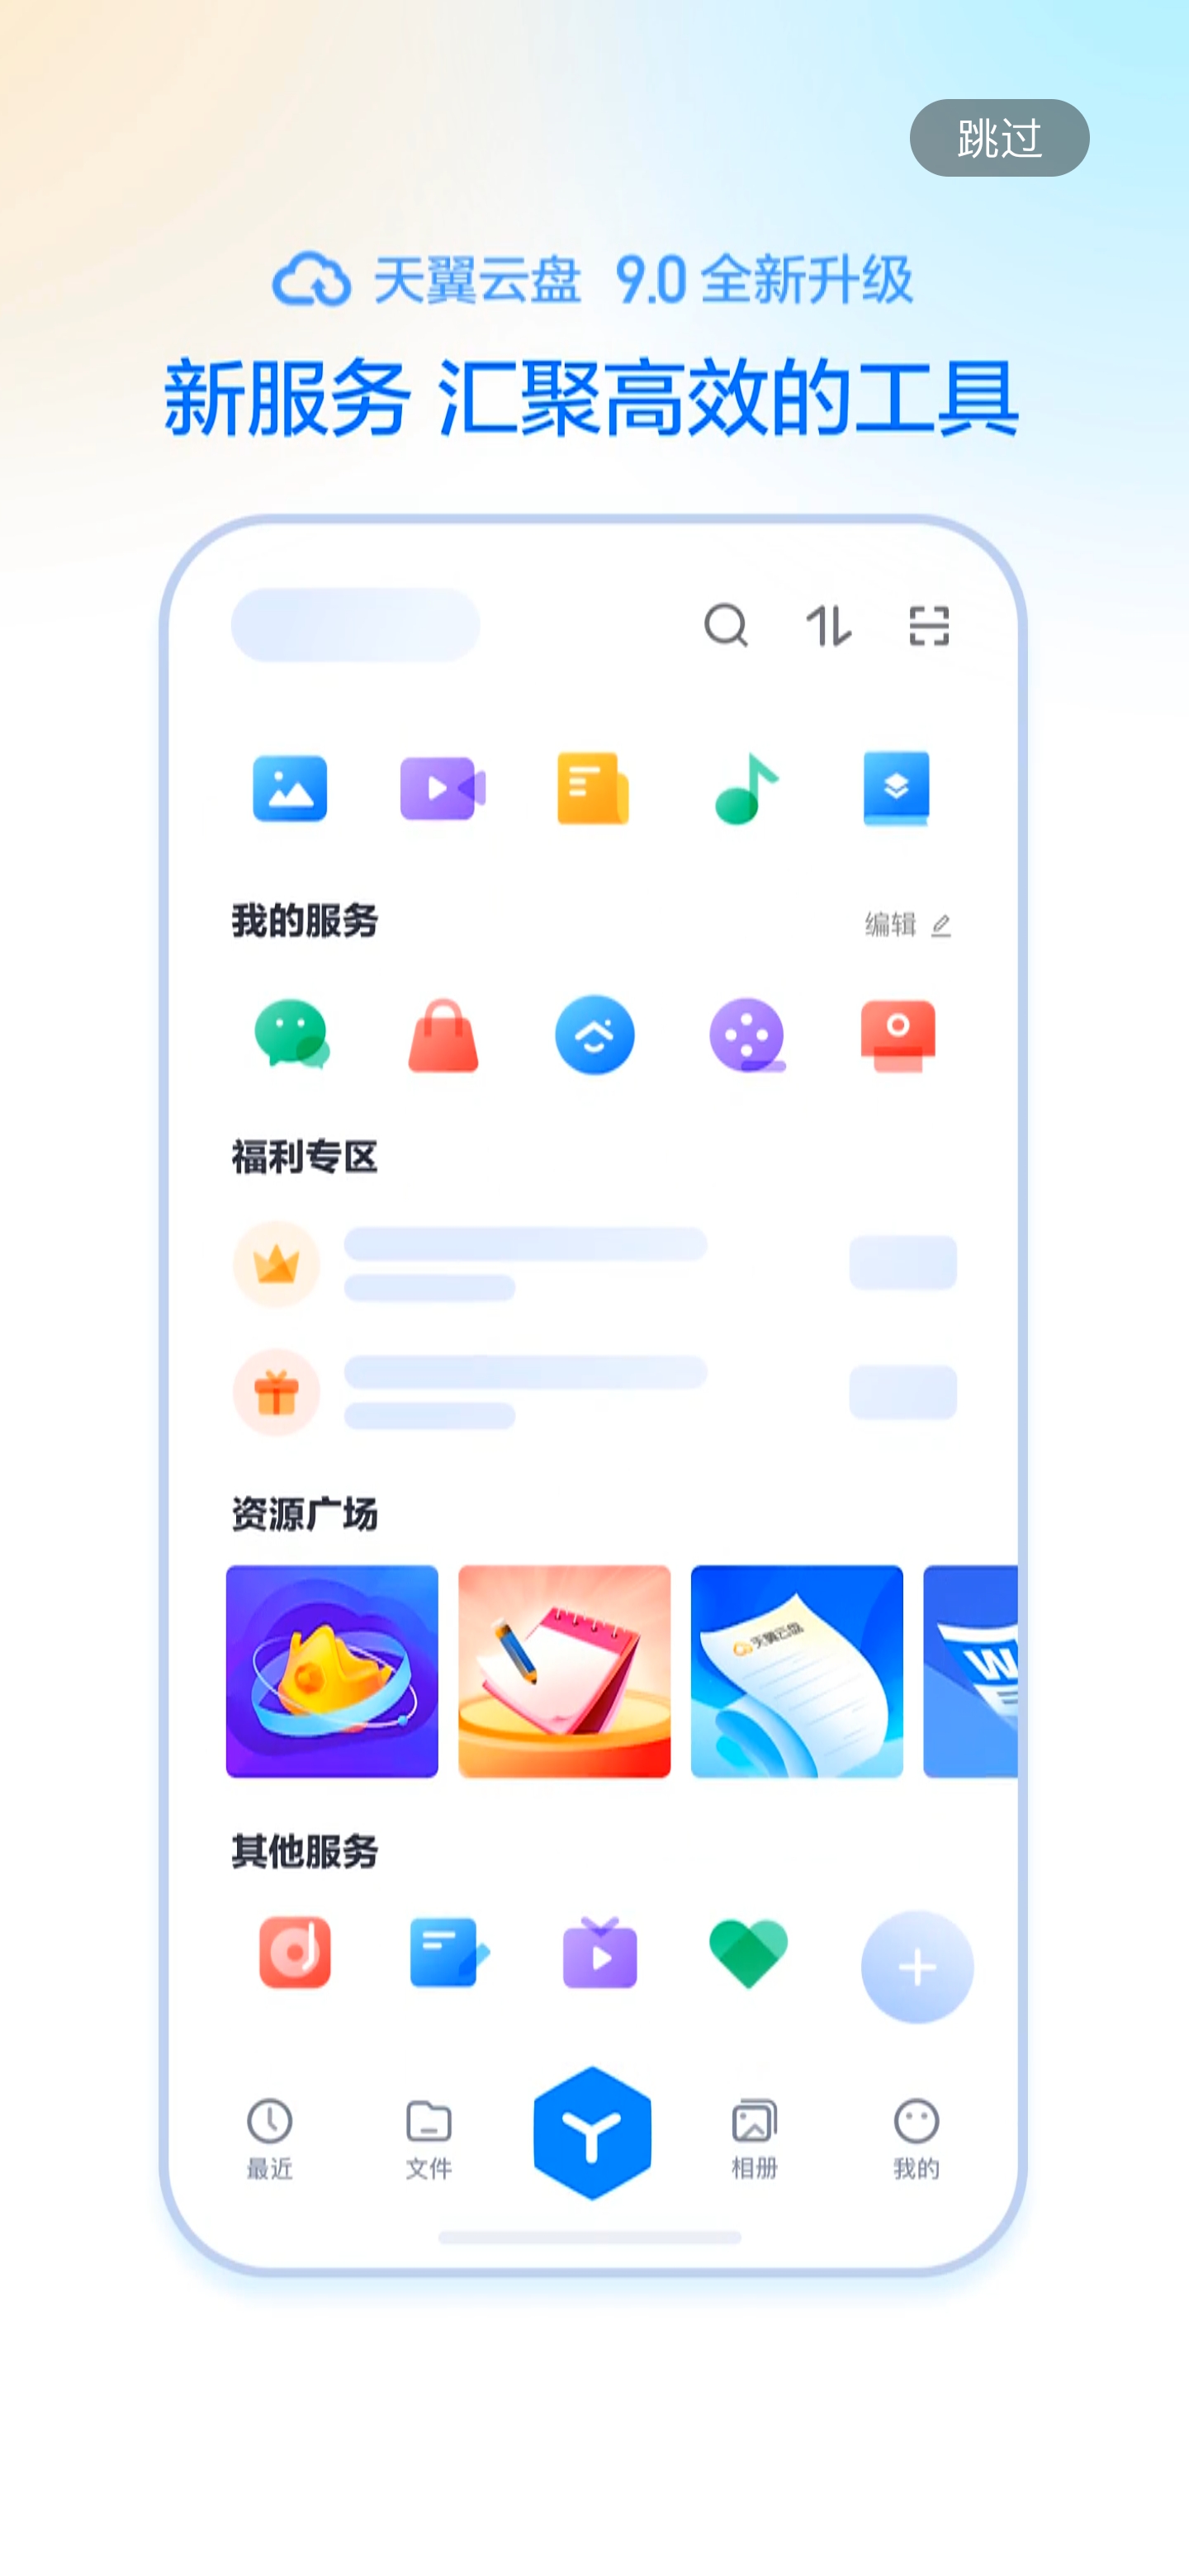 跳过
天翼云盘 9.0 全新升级
新服务 汇聚高效的工具
我的服务 编辑
福利专区
资源广场
天翼云盘
W
其他服务
最近 文件 相册 我的